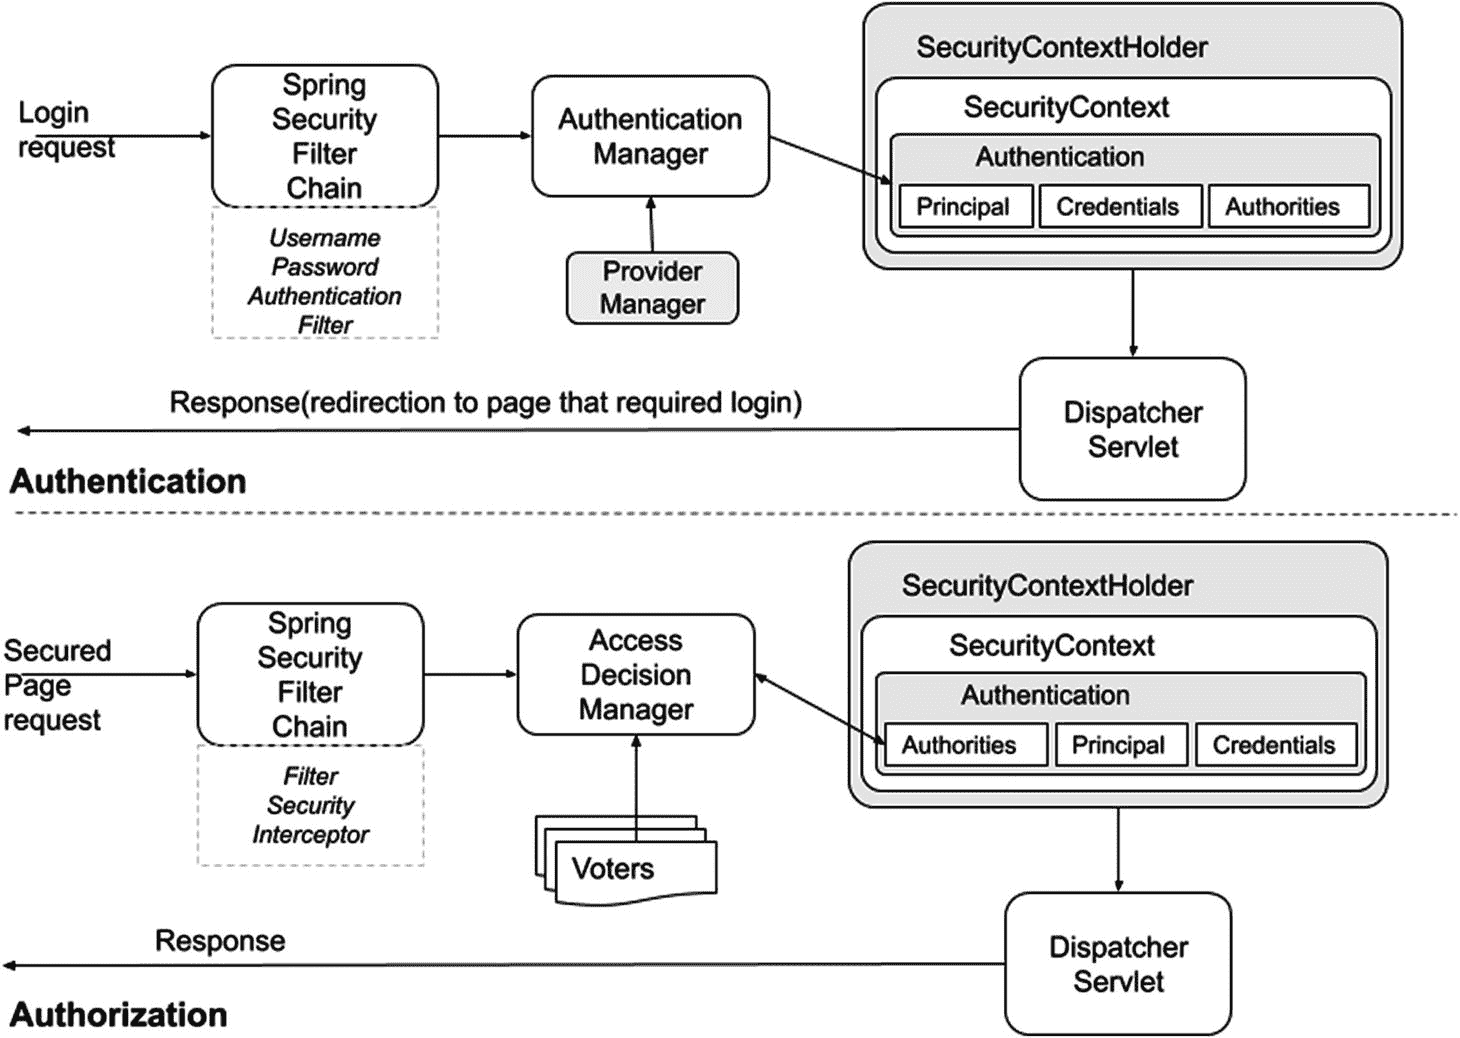 Login
request
Spring
Security
Filter
Chain
Username
Password
Authentication
Filter
Authentication
Manager
Provider
Manager
SecurityContextHolder
SecurityContext
Authentication
Principal
Credentials
Authorities
Dispatcher
Servlet
Response(redirection to page that required login)
Authentication
Secured
Page
request
Spring
Security
Filter
Chain
Filter
Security
Interceptor
Access
Decision
Manager
Voters
SecurityContextHolder
SecurityContext
Authentication
Authorities
Principal
Credentials
Dispatcher
Servlet
Response
Authorization